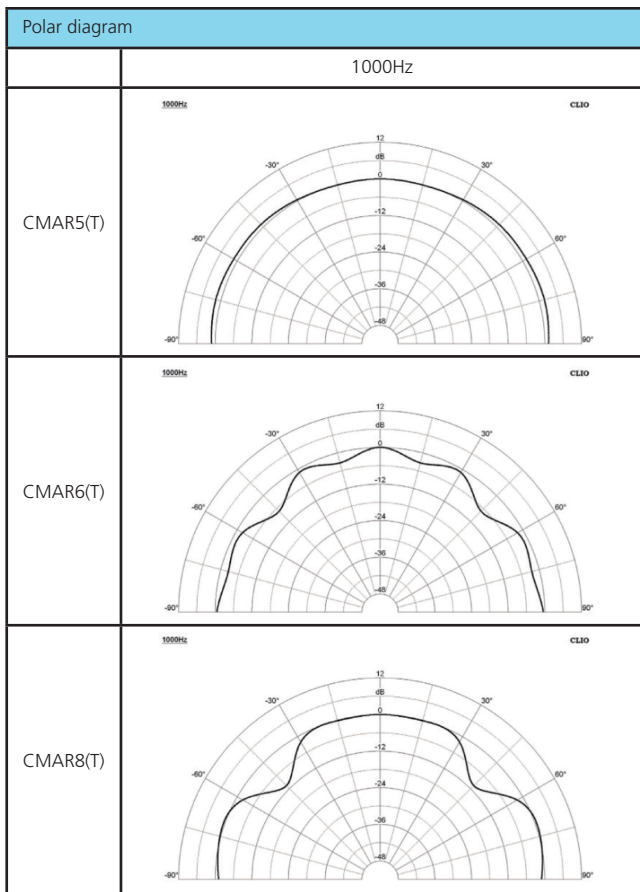 Polar diagram
1000Hz
CMAR5(T)
1000Hz
CLIO
12
dB
0
-12
-24
-36
-48
-30°
30°
-60°
60°
-90°
90°
CMAR6(T)
1000Hz
CLIO
12
dB
0
-12
-24
-36
-48
-30°
30°
-60°
60°
-90°
90°
CMAR8(T)
1000Hz
CLIO
12
dB
0
-12
-24
-36
-48
-30°
30°
-60°
60°
-90°
90°